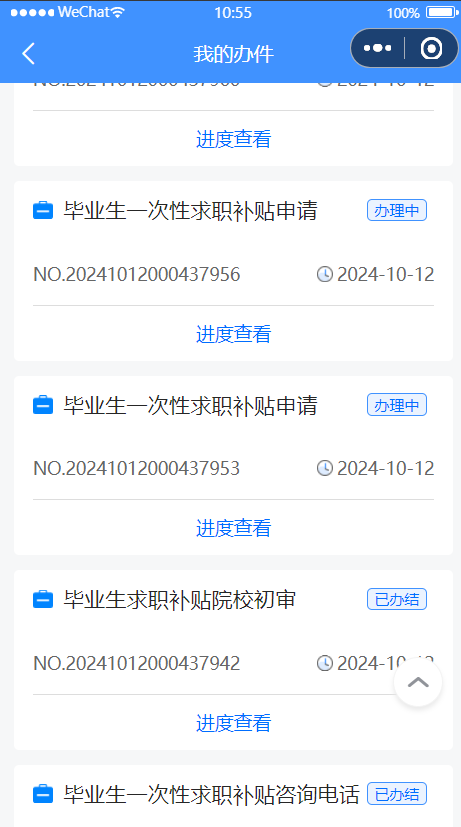 WeChat 10:55 100%
我的办件
进度查看
毕业生一次性求职补贴申请 办理中
NO.20241012000437956 2024-10-12
进度查看
毕业生一次性求职补贴申请 办理中
NO.20241012000437953 2024-10-12
进度查看
毕业生求职补贴院校初审 已办结
NO.20241012000437942 2024-10-12
进度查看
毕业生一次性求职补贴咨询电话 已办结